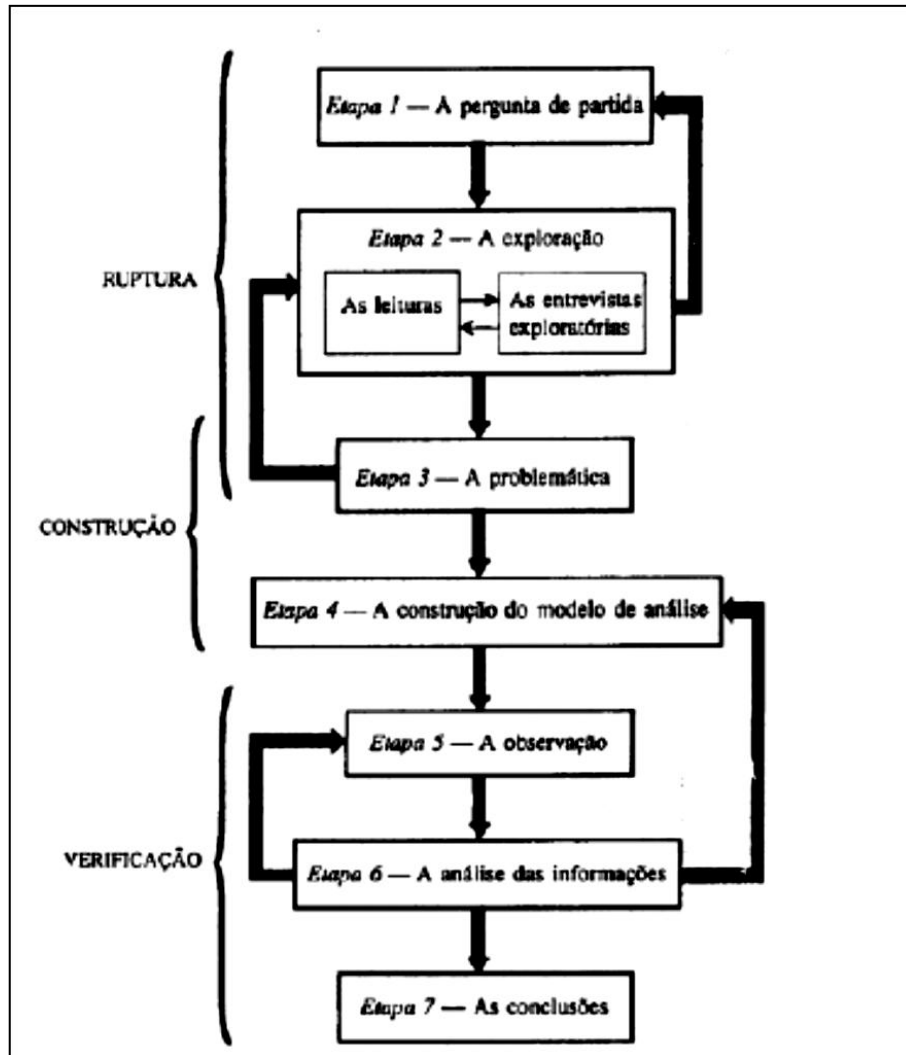 Etapa 1 — A pergunta de partida
Etapa 2 — A exploração
As leituras
As entrevistas
exploratórias
RUPTURA
Etapa 3 — A problemática
CONSTRUÇÃO
Etapa 4 — A construção do modelo de análise
Etapa 5 — A observação
VERIFICAÇÃO
Etapa 6 — A análise das informações
Etapa 7 — As conclusões